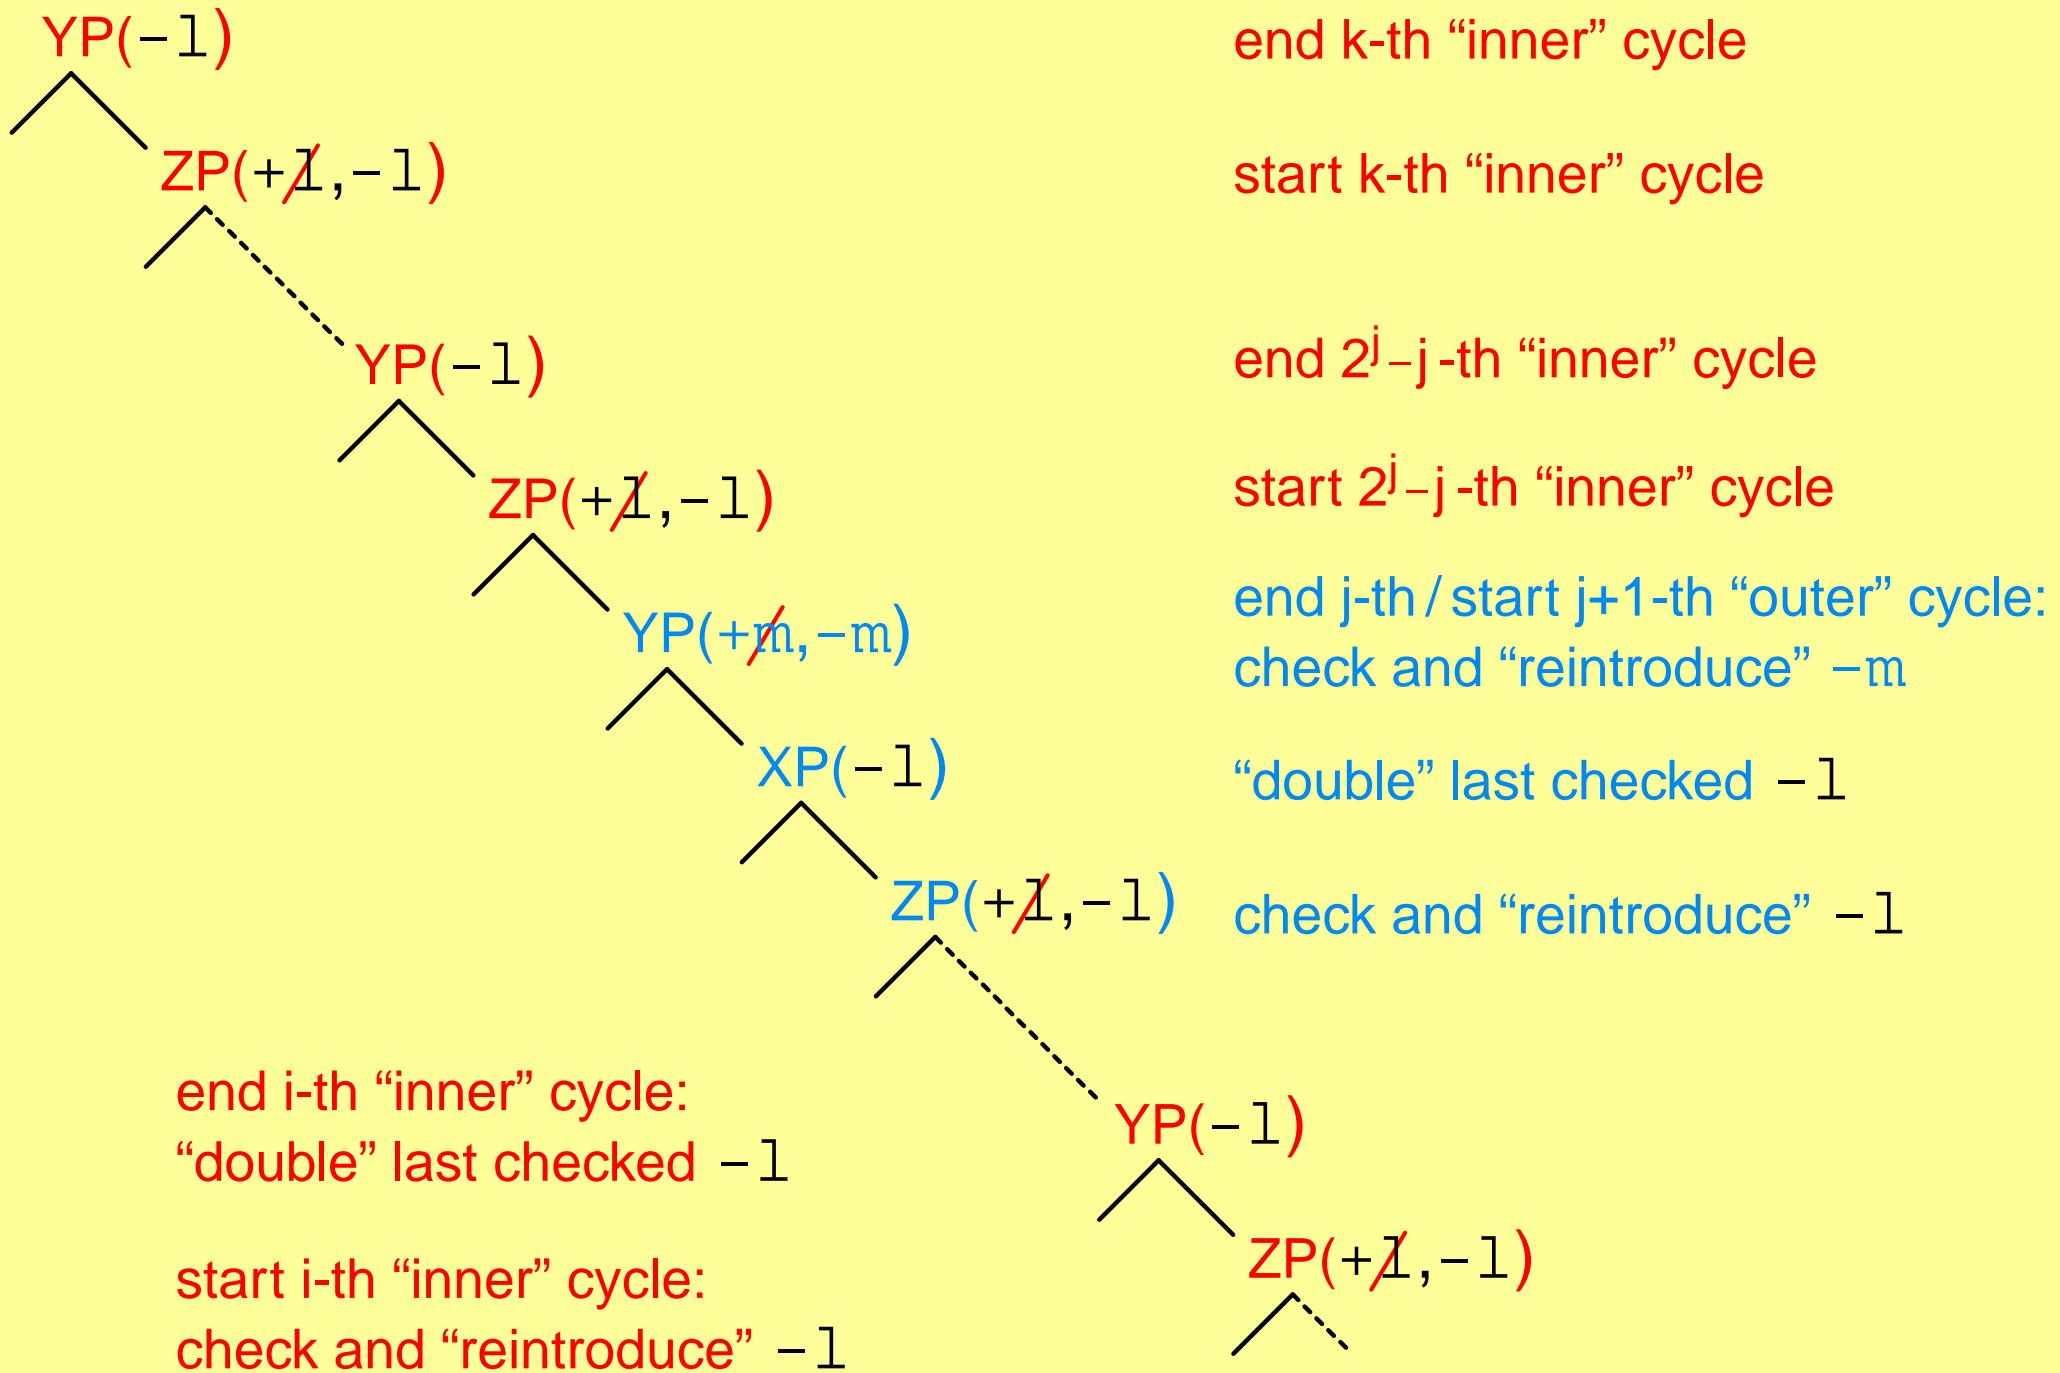 YP(−l) end k-th “inner” cycle
ZP(+l,−l) start k-th “inner” cycle
YP(−l) end 2^j−j-th “inner” cycle
ZP(+l,−l) start 2^j−j-th “inner” cycle
YP(+m,−m) end j-th / start j+1-th “outer” cycle:
check and “reintroduce” −m
XP(−l) “double” last checked −l
ZP(+l,−l) check and “reintroduce” −l
end i-th “inner” cycle:
YP(−l)
“double” last checked −l
ZP(+l,−l)
start i-th “inner” cycle:
check and “reintroduce” −l